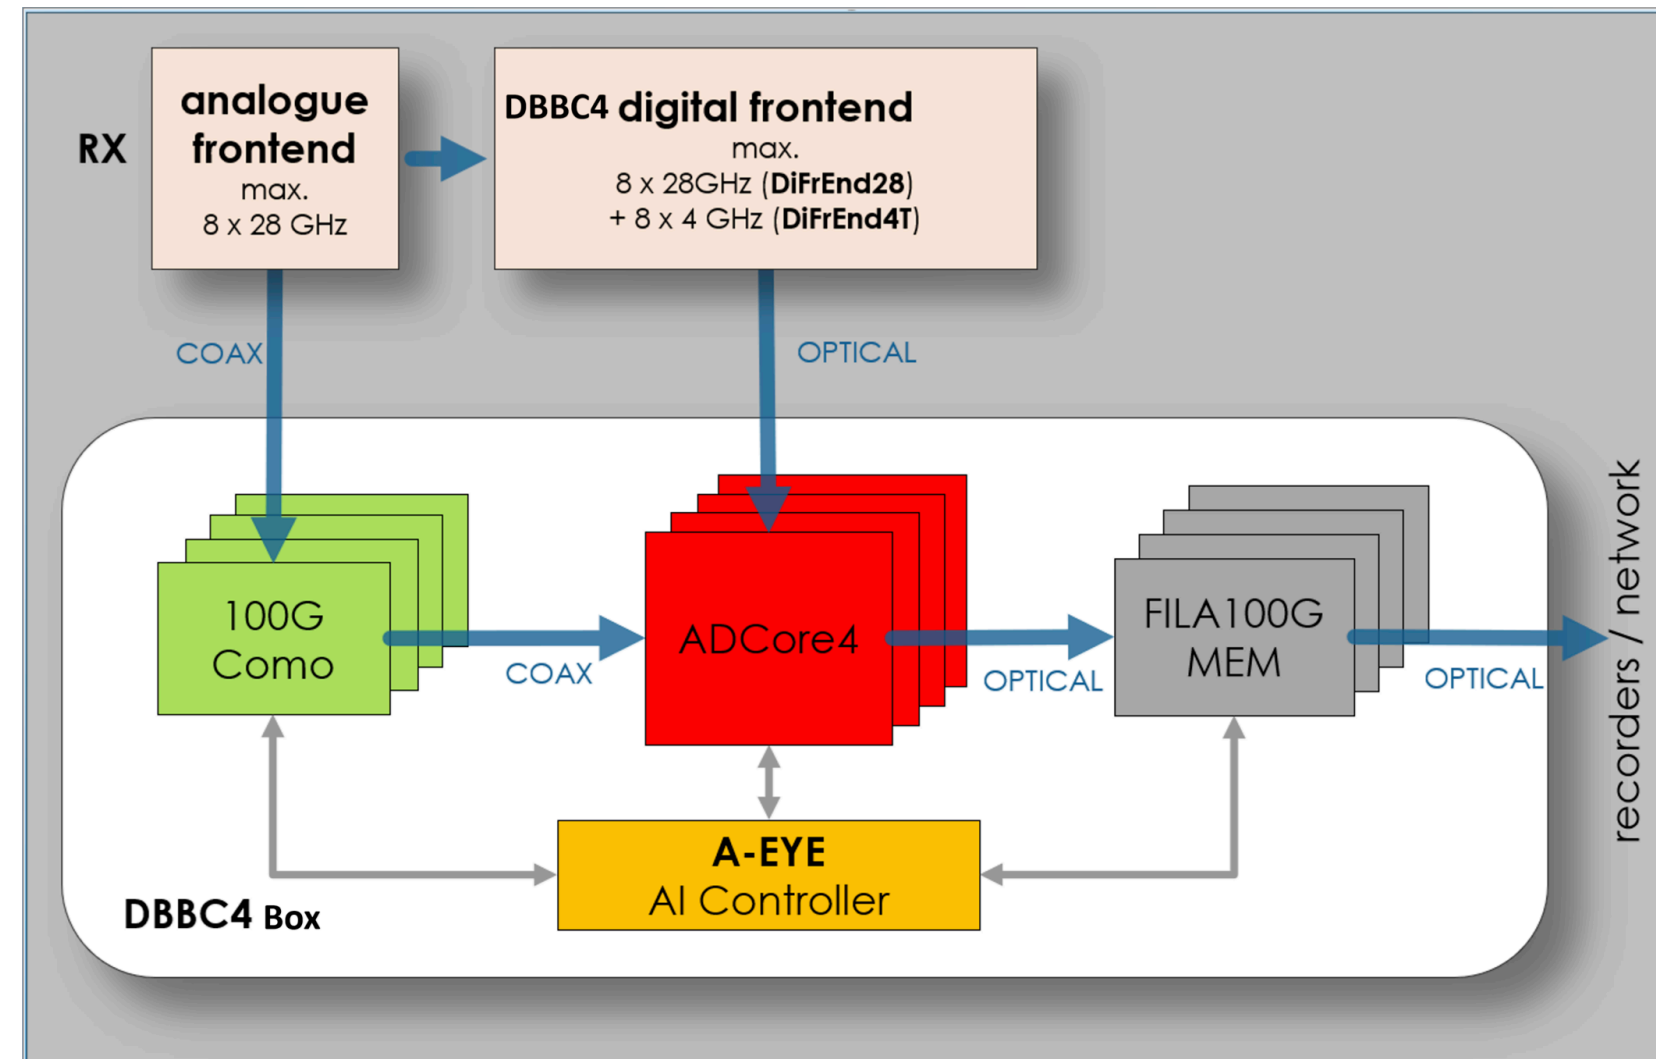 RX
analogue
frontend
max.
8 x 28 GHz
DBBC4 digital frontend
max.
8 x 28GHz (DiFrEnd28)
+ 8 x 4 GHz (DiFrEnd4T)
COAX
OPTICAL
100G
Como
COAX
ADCore4
OPTICAL
FILA100G
MEM
OPTICAL
recorders / network
A-EYE
AI Controller
DBBC4 Box